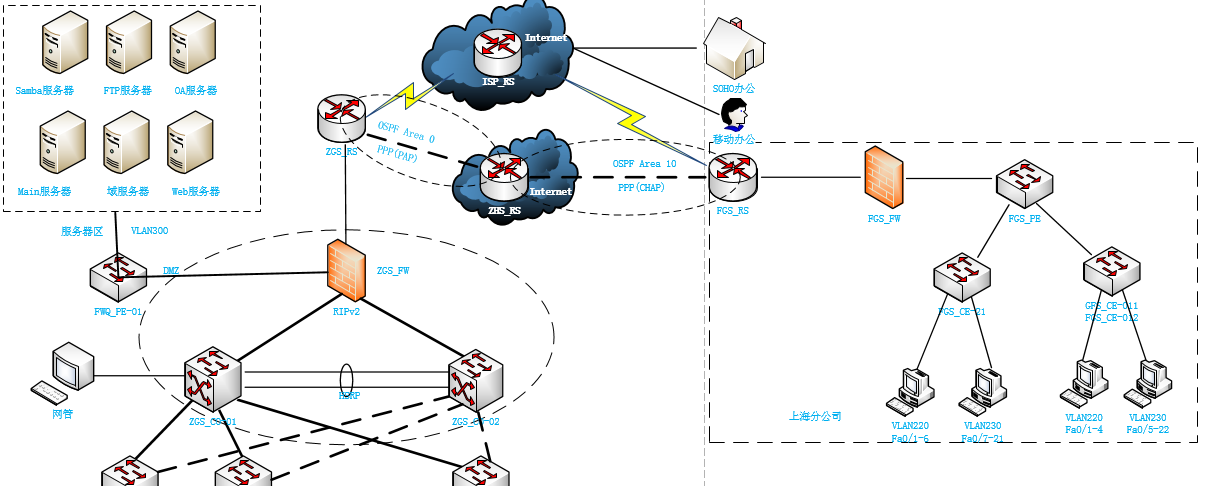 Samba服务器
FTP服务器
OA服务器
Main服务器
域服务器
Web服务器
服务器区
VLAN300
FWQ_PE-01
DMZ
ZGS_RS
OSPF Area 0
PPP(PAP)
Internet
ISP_RS
Internet
ZBS_RS
OSPF Area 10
PPP(CHAP)
SOHO办公
移动办公
FGS_RS
FGS_FW
FGS_PE
FGS_CE-21
GFS_CE-011
FGS_CE-012
ZGS_FW
RIPv2
网管
ZGS_CO-01
上海分公司
VLAN220
Fa0/1-6
VLAN230
Fa0/7-21
VLAN220
Fa0/1-4
VLAN230
Fa0/5-22